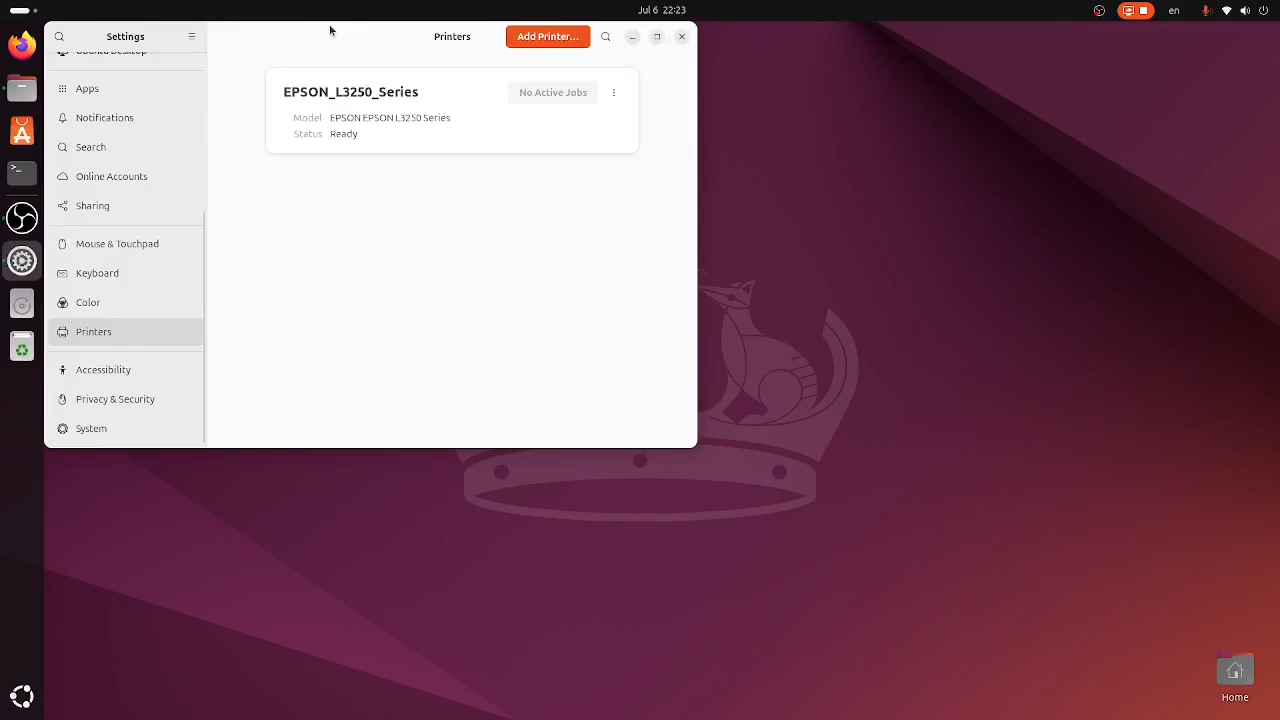 Jul 6 22:23
en
Settings
Printers
Add Printer...
Apps
Notifications
Search
Online Accounts
Sharing
Mouse & Touchpad
Keyboard
Color
Printers
Accessibility
Privacy & Security
System
EPSON_L3250_Series
No Active Jobs
Model EPSON EPSON L3250 Series
Status Ready
Home